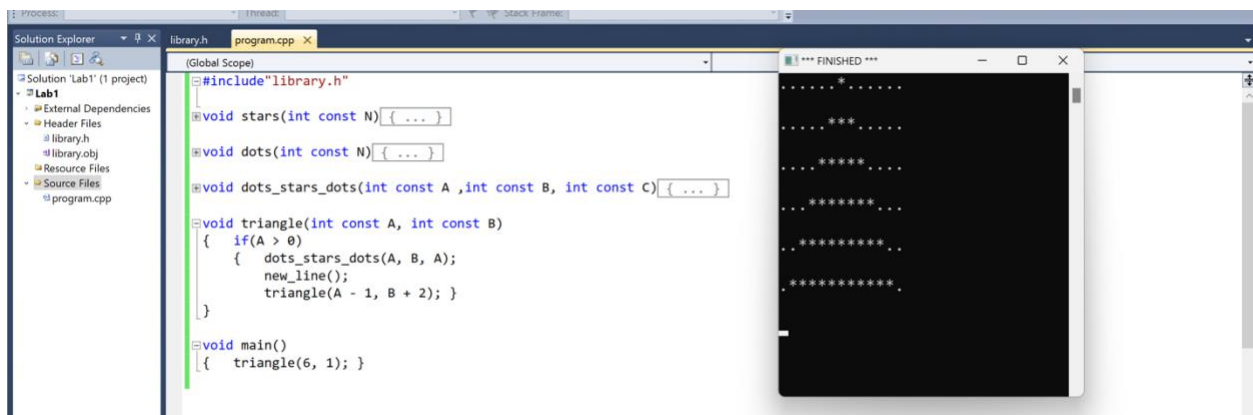 Process:
Thread:
Stack Frame:
Solution Explorer
library.h
program.cpp
(Global Scope)
*** FINISHED ***
Solution 'Lab1' (1 project)
Lab1
External Dependencies
Header Files
library.h
library.obj
Resource Files
Source Files
program.cpp
#include"library.h"
void stars(int const N){ ... }
void dots(int const N){ ... }
void dots_stars_dots(int const A ,int const B, int const C){ ... }
void triangle(int const A, int const B)
{ if(A > 0)
{ dots_stars_dots(A, B, A);
new_line();
triangle(A - 1, B + 2); }
}
void main()
{ triangle(6, 1); }
......*......
.....***.....
....*****....
...*******...
..*********..
.***********.